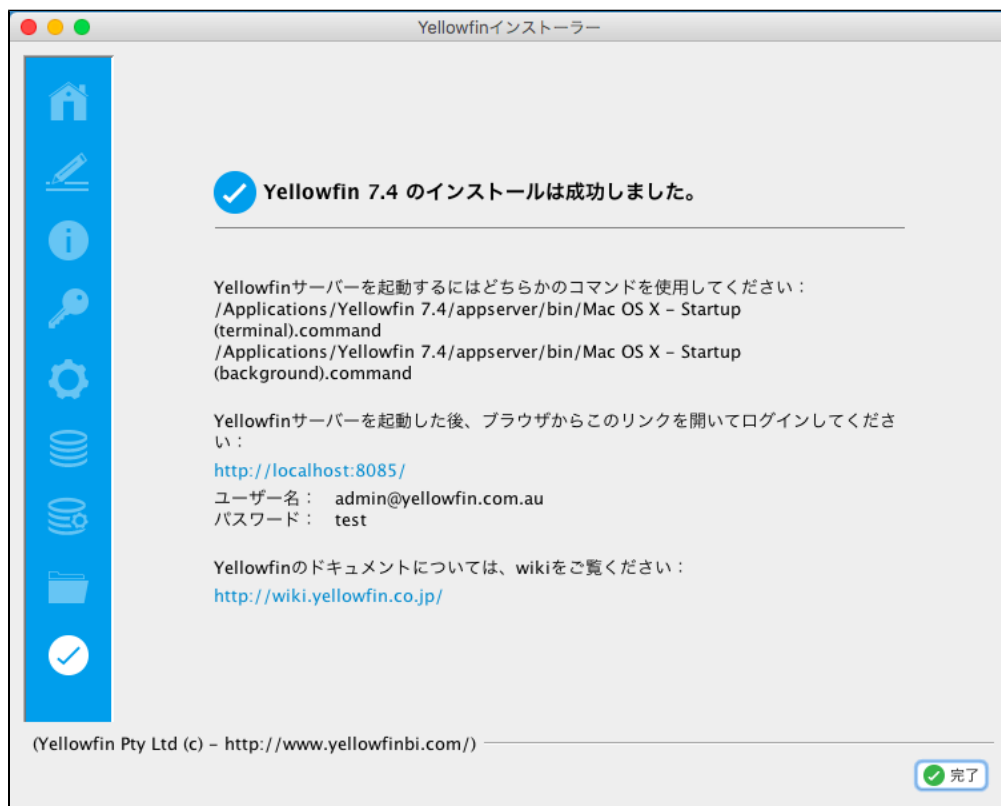 Yellowfinインストーラー
Yellowfin 7.4 のインストールは成功しました。
Yellowfinサーバーを起動するにはどちらかのコマンドを使用してください：
/Applications/Yellowfin 7.4/appserver/bin/Mac OS X – Startup
(terminal).command
/Applications/Yellowfin 7.4/appserver/bin/Mac OS X – Startup
(background).command
Yellowfinサーバーを起動した後、ブラウザからこのリンクを開いてログインしてくださ
い：
http://localhost:8085/
ユーザー名： admin@yellowfin.com.au
パスワード： test
Yellowfinのドキュメントについては、wikiをご覧ください：
http://wiki.yellowfin.co.jp/
(Yellowfin Pty Ltd (c) – http://www.yellowfinbi.com/)
完了